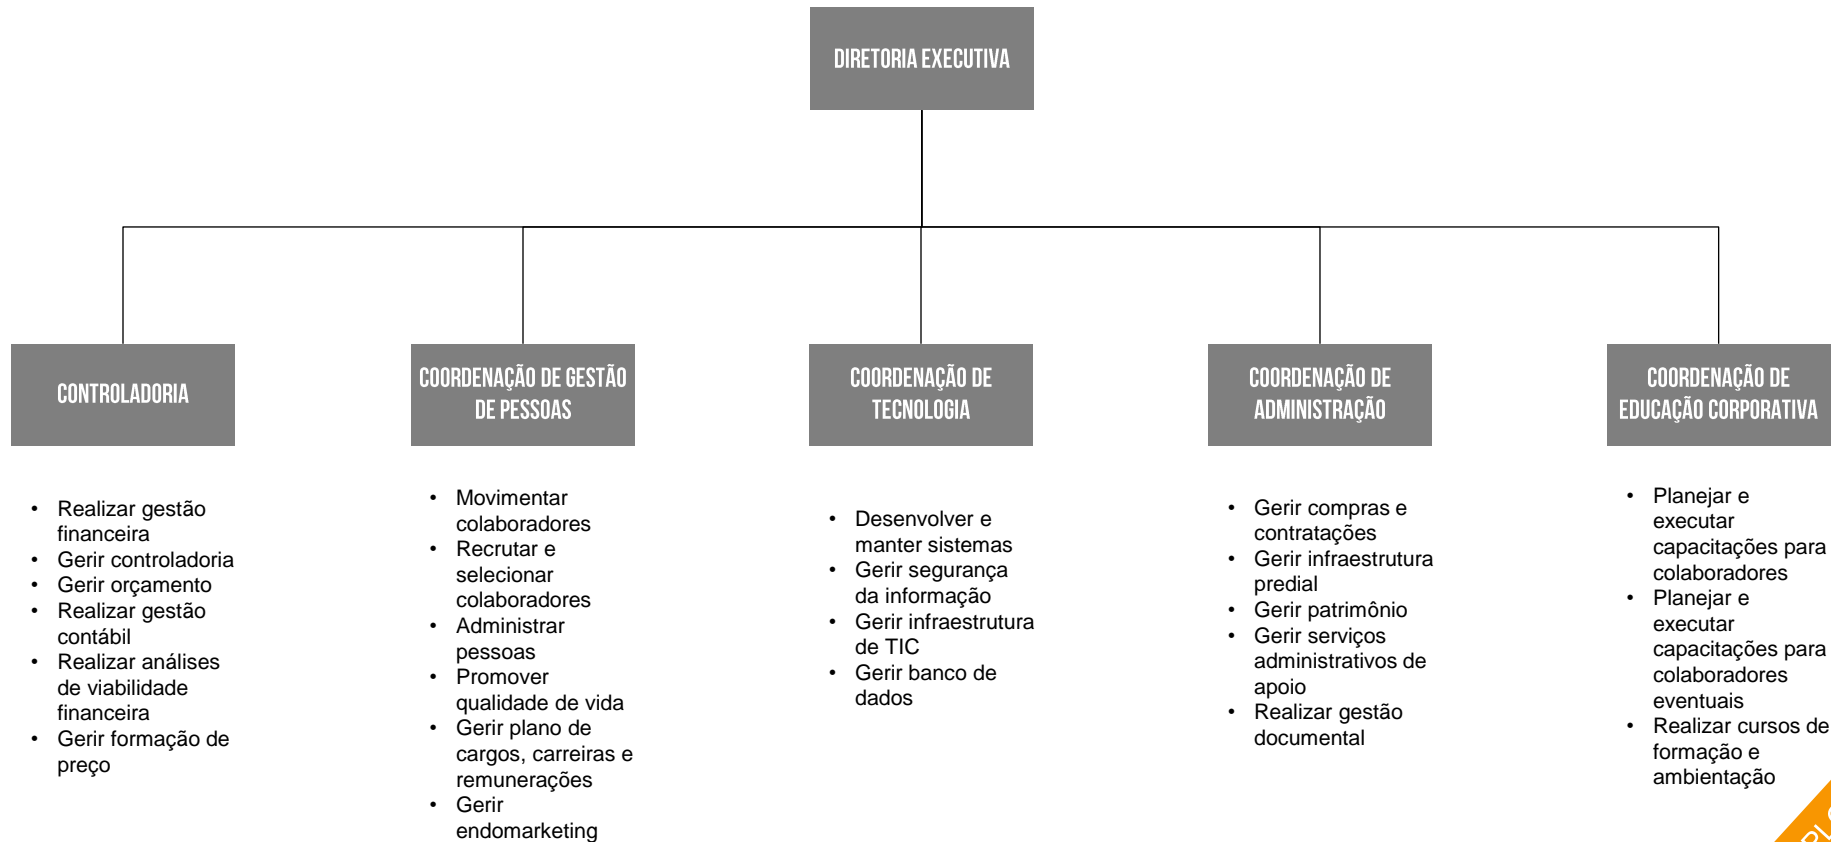 DIRETORIA EXECUTIVA
CONTROLADORIA
• Realizar gestão
financeira
• Gerir controladoria
• Gerir orçamento
• Realizar gestão
contábil
• Realizar análises
de viabilidade
financeira
• Gerir formação de
preço
COORDENAÇÃO DE GESTÃO
DE PESSOAS
• Movimentar
colaboradores
• Recrutar e
selecionar
colaboradores
• Administrar
pessoas
• Promover
qualidade de vida
• Gerir plano de
cargos, carreiras e
remunerações
• Gerir
endomarketing
COORDENAÇÃO DE
TECNOLOGIA
• Desenvolver e
manter sistemas
• Gerir segurança
da informação
• Gerir infraestrutura
de TIC
• Gerir banco de
dados
COORDENAÇÃO DE
ADMINISTRAÇÃO
• Gerir compras e
contratações
• Gerir infraestrutura
predial
• Gerir patrimônio
• Gerir serviços
administrativos de
apoio
• Realizar gestão
documental
COORDENAÇÃO DE
EDUCAÇÃO CORPORATIVA
• Planejar e
executar
capacitações para
colaboradores
• Planejar e
executar
capacitações para
colaboradores
eventuais
• Realizar cursos de
formação e
ambientação